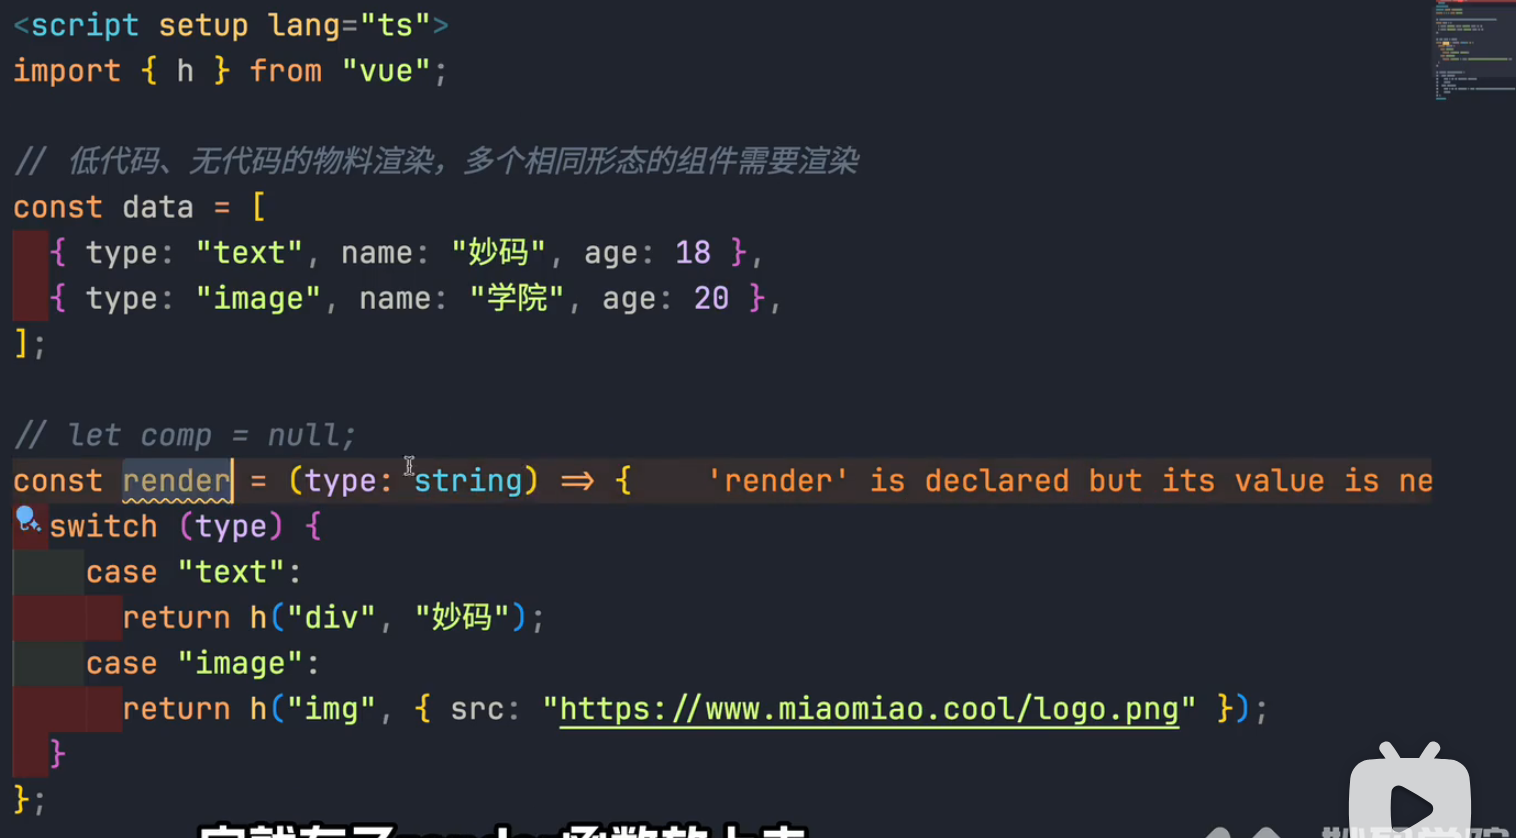 <script setup lang="ts">
import { h } from "vue";
// 低代码、无代码的物料渲染，多个相同形态的组件需要渲染
const data = [
{ type: "text", name: "妙码", age: 18 },
{ type: "image", name: "学院", age: 20 },
];
// let comp = null;
const render = (type: string) => { 'render' is declared but its value is ne
switch (type) {
case "text":
return h("div", "妙码");
case "image":
return h("img", { src: "https://www.miaomiao.cool/logo.png" });
}
};